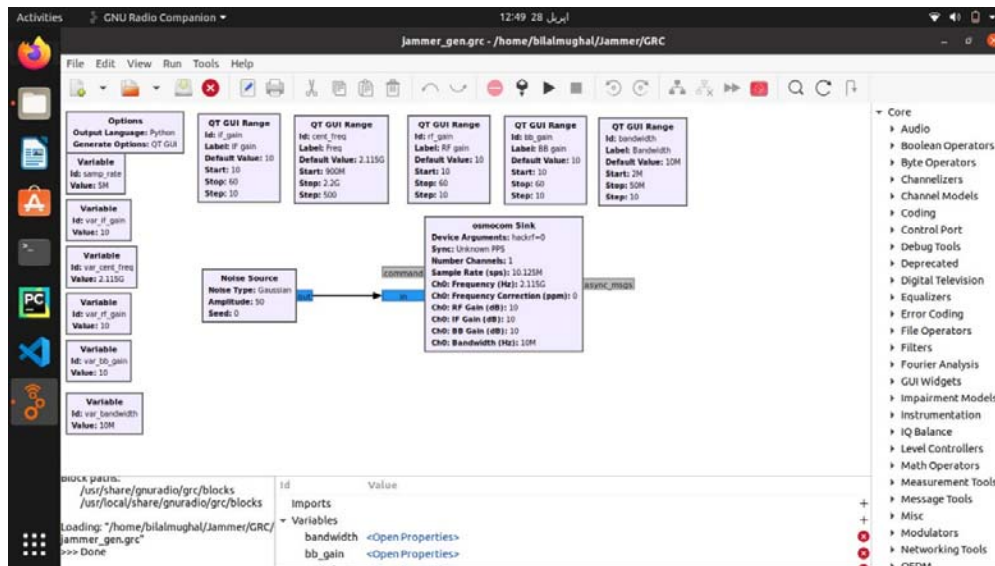 Activities
GNU Radio Companion
12:49 28 اپریل
jammer_gen.grc - /home/bilalmughal/Jammer/GRC
File Edit View Run Tools Help
Options
Output Language: Python
Generate Options: QT GUI
Variable
Id: samp_rate
Value: 5M
Variable
Id: var_if_gain
Value: 10
Variable
Id: var_cent_freq
Value: 2.115G
Variable
Id: var_rf_gain
Value: 10
Variable
Id: var_bb_gain
Value: 10
Variable
Id: var_bandwidth
Value: 10M
QT GUI Range
Id: if_gain
Label: IF gain
Default Value: 10
Start: 10
Stop: 60
Step: 10
QT GUI Range
Id: cent_freq
Label: Freq
Default Value: 2.115G
Start: 900M
Stop: 2.2G
Step: 500
QT GUI Range
Id: rf_gain
Label: RF gain
Default Value: 10
Start: 10
Stop: 60
Step: 10
QT GUI Range
Id: bb_gain
Label: BB gain
Default Value: 10
Start: 10
Stop: 60
Step: 10
QT GUI Range
Id: bandwidth
Label: Bandwidth
Default Value: 10M
Start: 2M
Stop: 50M
Step: 10
Noise Source
Noise Type: Gaussian
Amplitude: 50
Seed: 0
out
command
in
osmocom Sink
Device Arguments: hackrf=0
Sync: Unknown PPS
Number Channels: 1
Sample Rate (sps): 10.125M
Ch0: Frequency (Hz): 2.115G
Ch0: Frequency Correction (ppm): 0
Ch0: RF Gain (dB): 10
Ch0: IF Gain (dB): 10
Ch0: BB Gain (dB): 10
Ch0: Bandwidth (Hz): 10M
async_msgs
Core
Audio
Boolean Operators
Byte Operators
Channelizers
Channel Models
Coding
Control Port
Debug Tools
Deprecated
Digital Television
Equalizers
Error Coding
File Operators
Filters
Fourier Analysis
GUI Widgets
Impairment Models
Instrumentation
IQ Balance
Level Controllers
Math Operators
Measurement Tools
Message Tools
Misc
Modulators
Networking Tools
OFDM
Block paths:
/usr/share/gnuradio/grc/blocks
/usr/local/share/gnuradio/grc/blocks
Loading: "/home/bilalmughal/Jammer/GRC/
jammer_gen.grc"
>>> Done
Id Value
Imports
Variables
bandwidth <Open Properties>
bb_gain <Open Properties>
PC